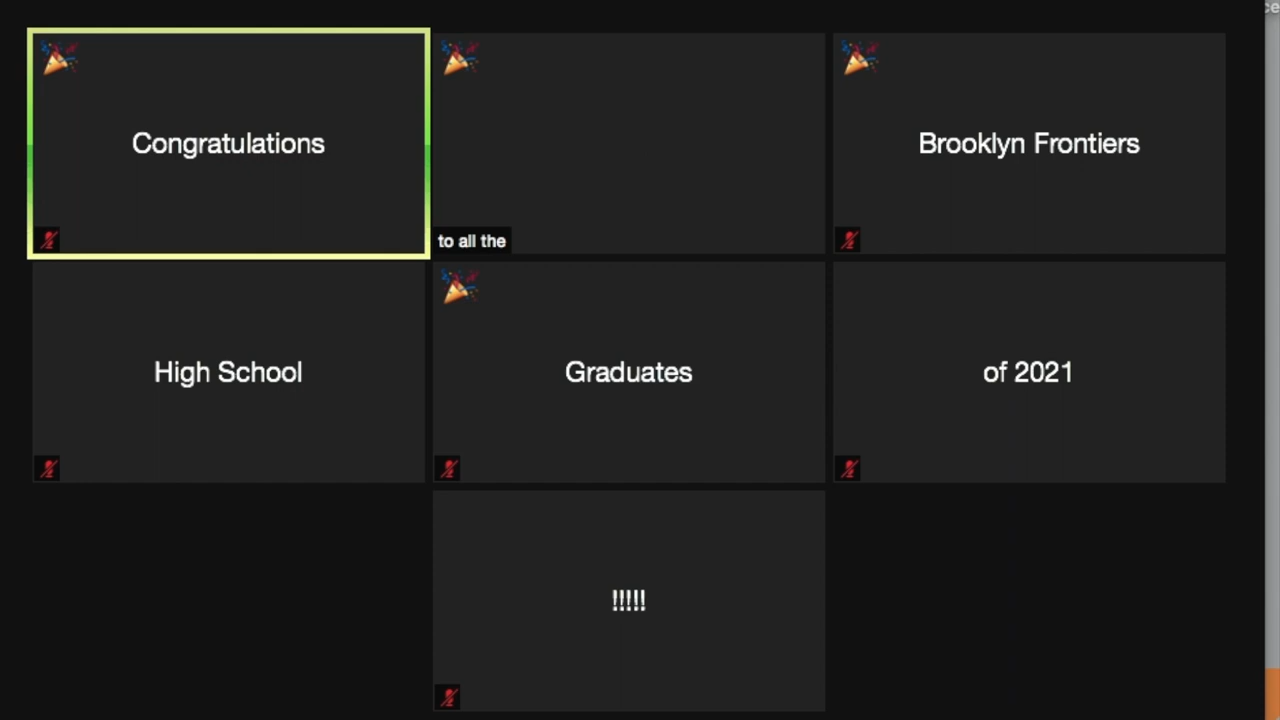 Congratulations
to all the
Brooklyn Frontiers
High School
Graduates
of 2021
!!!!!